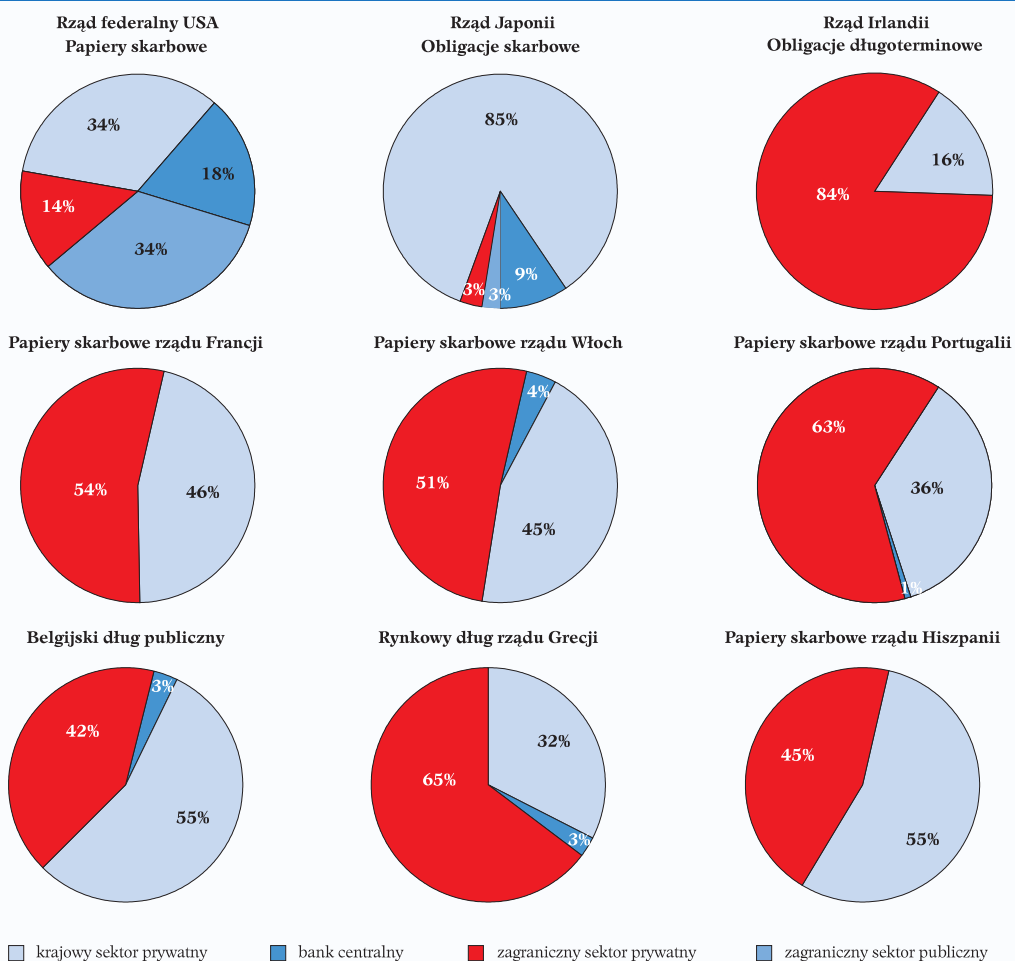 Rząd federalny USA
Papiery skarbowe
34%
18%
14%
34%
Rząd Japonii
Obligacje skarbowe
85%
9%
3%
3%
Rząd Irlandii
Obligacje długoterminowe
16%
84%
Papiery skarbowe rządu Francji
54%
46%
Papiery skarbowe rządu Włoch
4%
51%
45%
Papiery skarbowe rządu Portugalii
63%
36%
1%
Belgijski dług publiczny
3%
42%
55%
Rynkowy dług rządu Grecji
32%
65%
3%
Papiery skarbowe rządu Hiszpanii
45%
55%
krajowy sektor prywatny
bank centralny
zagraniczny sektor prywatny
zagraniczny sektor publiczny